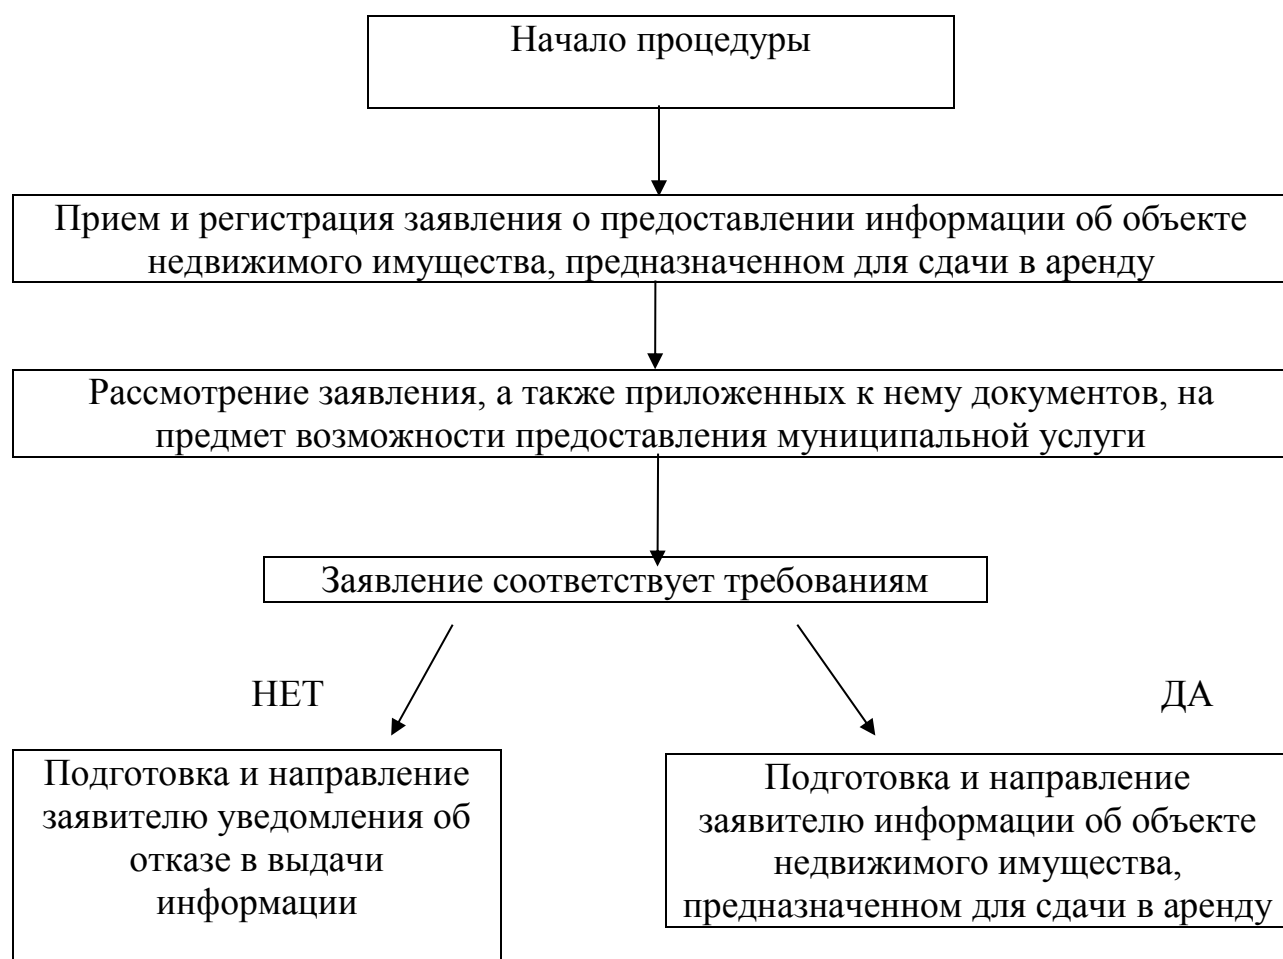 Начало процедуры
Прием и регистрация заявления о предоставлении информации об объекте
недвижимого имущества, предназначенном для сдачи в аренду
Рассмотрение заявления, а также приложенных к нему документов, на
предмет возможности предоставления муниципальной услуги
Заявление соответствует требованиям
НЕТ
ДА
Подготовка и направление
заявителю уведомления об
отказе в выдачи
информации
Подготовка и направление
заявителю информации об объекте
недвижимого имущества,
предназначенном для сдачи в аренду